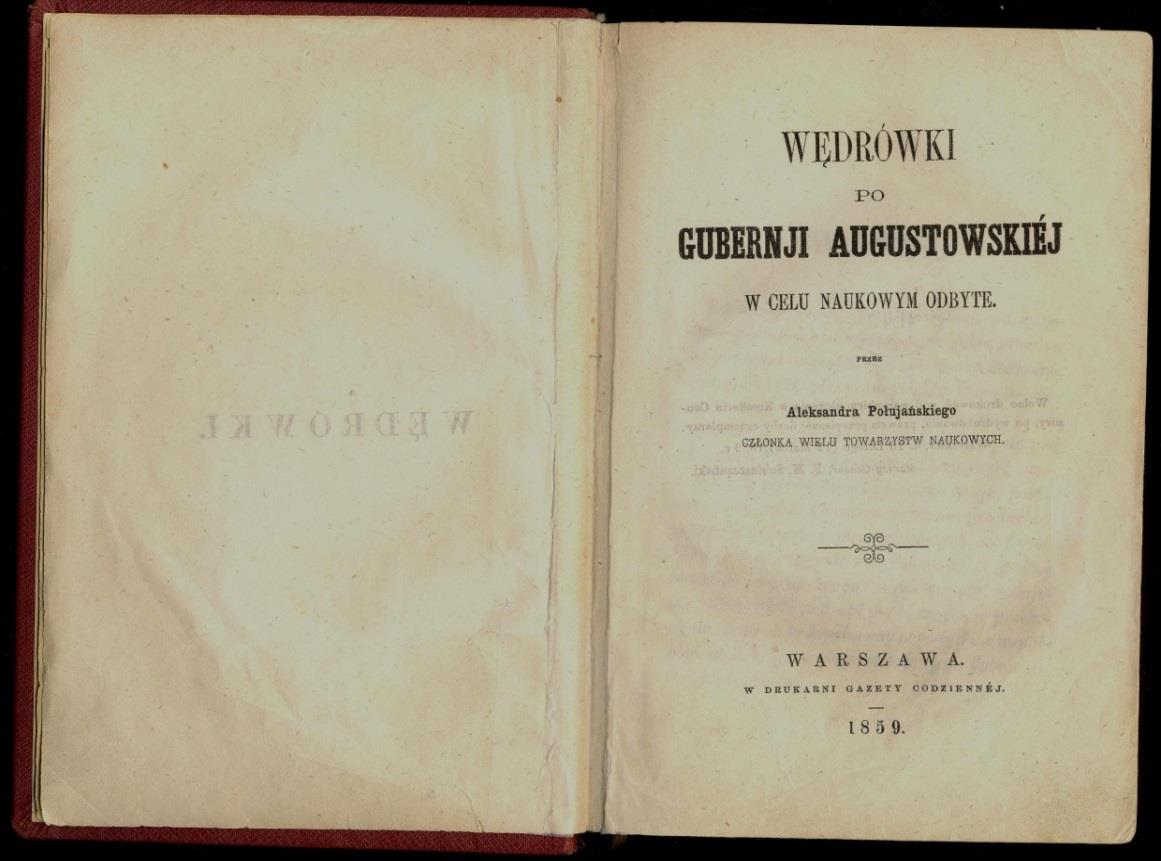 WĘDRÓWKI.
WĘDRÓWKI
PO
GUBERNJI AUGUSTOWSKIÉJ
W CELU NAUKOWYM ODBYTE.
PRZEZ
Aleksandra Połujańskiego
CZŁONKA WIELU TOWARZYSTW NAUKOWYCH.
WARSZAWA.
W DRUKARNI GAZETY CODZIENNÉJ.
1859.